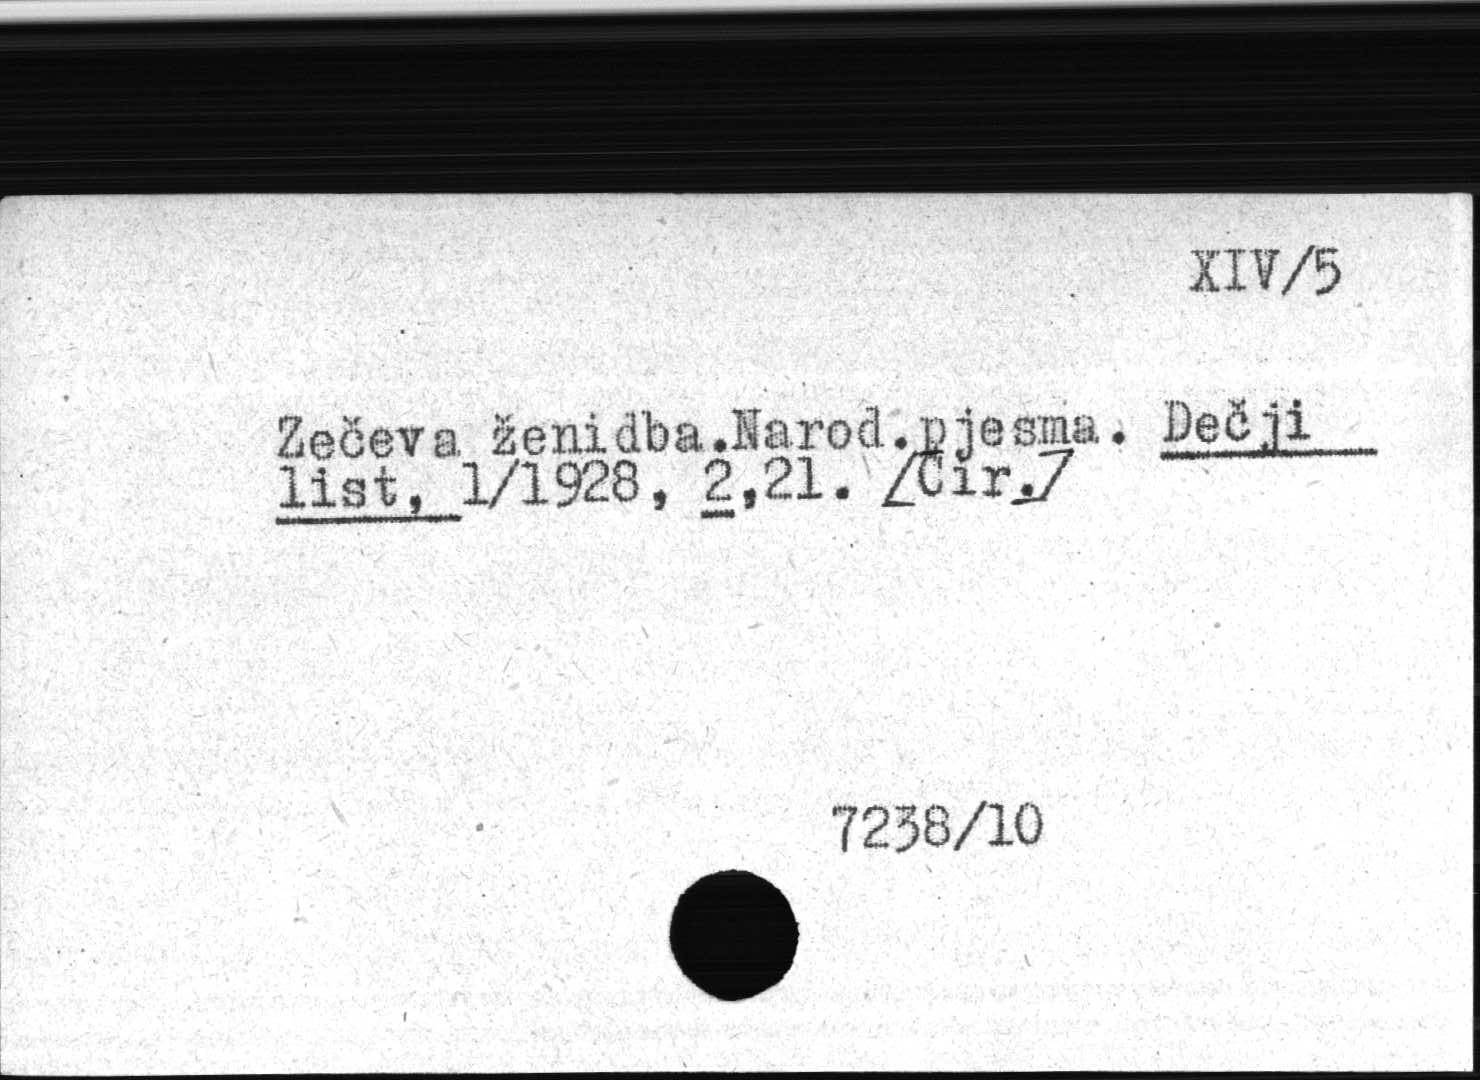 XIV/5
Zečeva ženidba.Narod.pjesma. Dečji
list, 1/1928, 2,21. /Cir./
7238/10